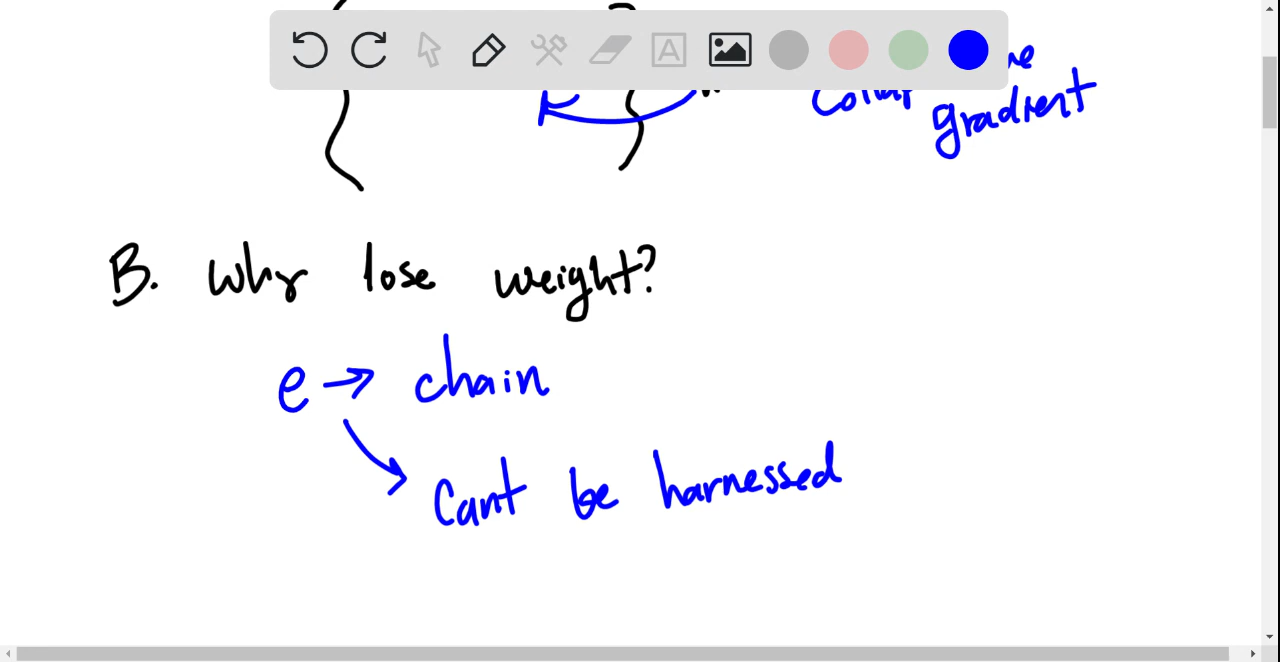 gradient
B. Why lose weight?
e → chain
Cant be harnessed